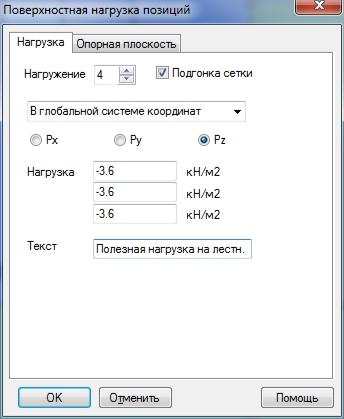 Поверхностная нагрузка позиций
Нагрузка Опорная плоскость
Нагружение 4 Подгонка сетки
В глобальной системе координат
Px Py Pz
Нагрузка -3.6 кН/м2
-3.6 кН/м2
-3.6 кН/м2
Текст Полезная нагрузка на лестн.
OK Отменить Помощь